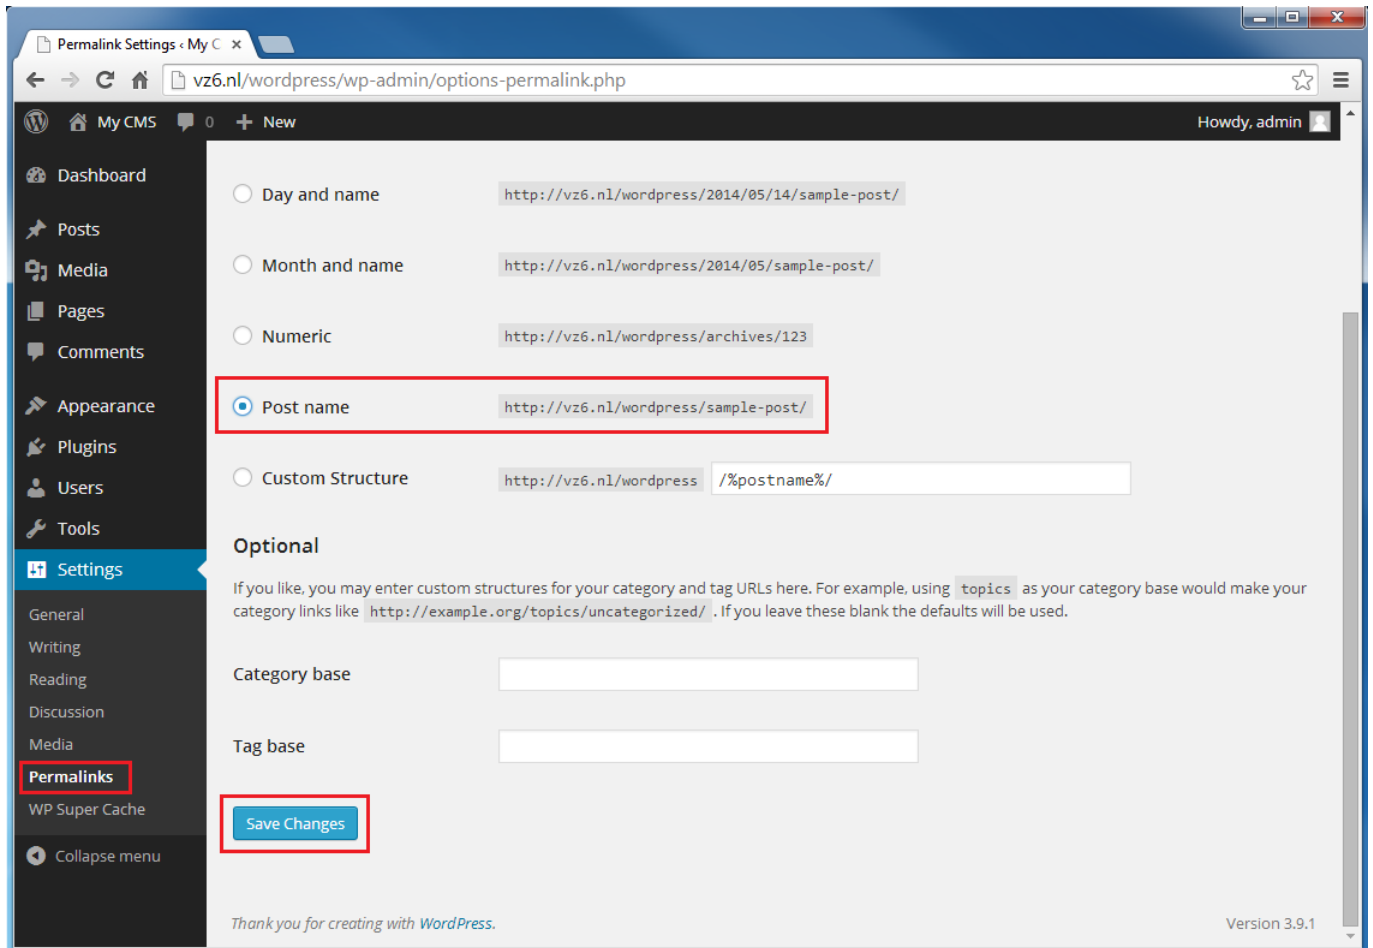 Permalink Settings ‹ My C
vz6.nl/wordpress/wp-admin/options-permalink.php
My CMS 0 New Howdy, admin
Dashboard
Posts
Media
Pages
Comments
Appearance
Plugins
Users
Tools
Settings
General
Writing
Reading
Discussion
Media
Permalinks
WP Super Cache
Collapse menu
Day and name http://vz6.nl/wordpress/2014/05/14/sample-post/
Month and name http://vz6.nl/wordpress/2014/05/sample-post/
Numeric http://vz6.nl/wordpress/archives/123
Post name http://vz6.nl/wordpress/sample-post/
Custom Structure http://vz6.nl/wordpress /%postname%/
Optional
If you like, you may enter custom structures for your category and tag URLs here. For example, using topics as your category base would make your
category links like http://example.org/topics/uncategorized/ . If you leave these blank the defaults will be used.
Category base
Tag base
Save Changes
Thank you for creating with WordPress. Version 3.9.1